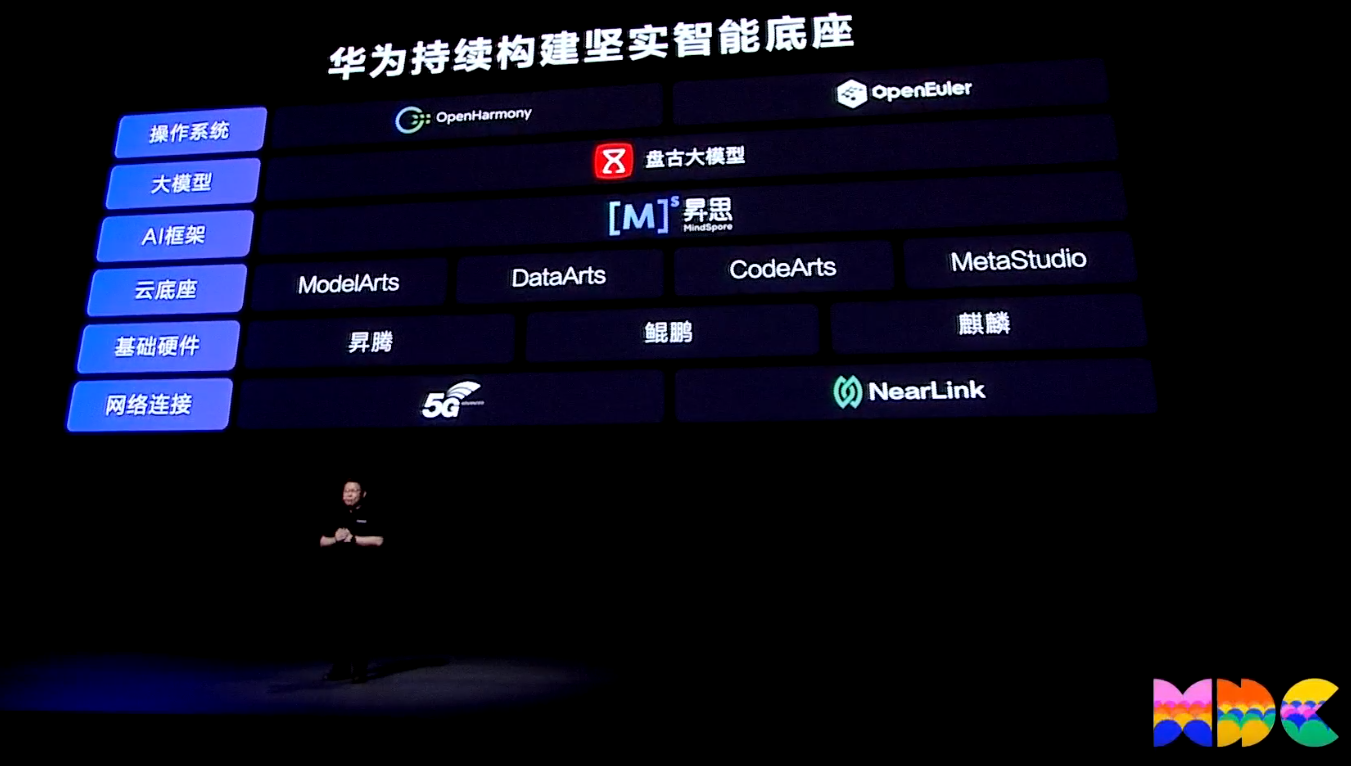 华为持续构建坚实智能底座
操作系统 OpenHarmony OpenEuler
大模型 盘古大模型
AI框架 [M]s 昇思 MindSpore
云底座 ModelArts DataArts CodeArts MetaStudio
基础硬件 昇腾 鲲鹏 麒麟
网络连接 5G advanced NearLink
HDC